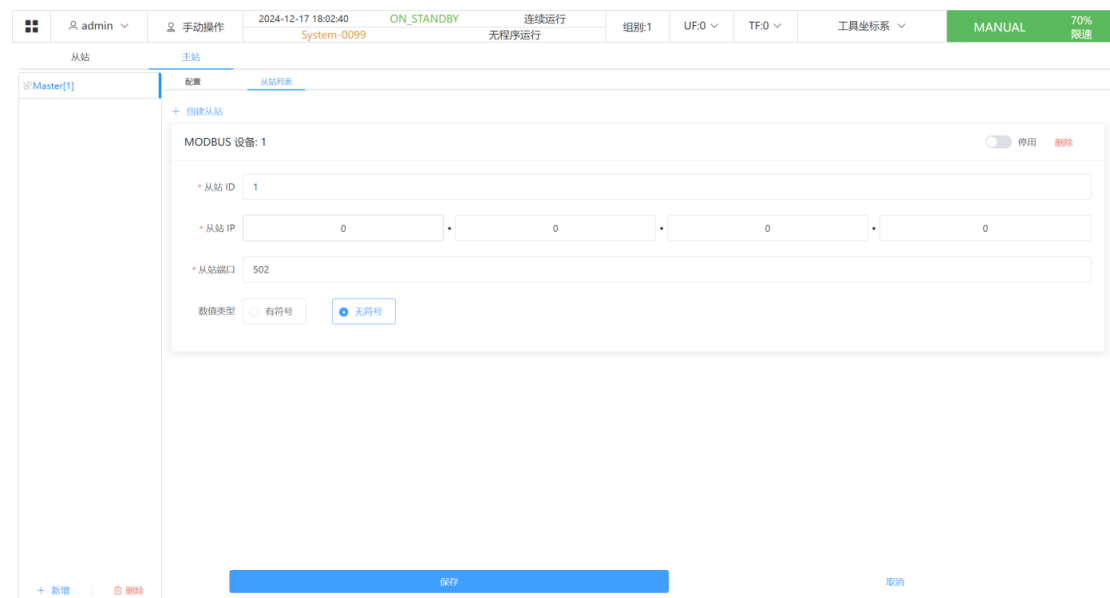 admin 手动操作 2024-12-17 18:02:40 ON_STANDBY 连续运行 组别:1 UF:0 TF:0 工具坐标系 MANUAL 70%
System-0099 无程序运行 限速
从站 主站
Master[1] 配置 从站列表
+ 创建从站
MODBUS 设备: 1 停用 删除
* 从站 ID 1
* 从站 IP 0 • 0 • 0 • 0
* 从站端口 502
数值类型 有符号 无符号
+ 新增 删除 保存 取消